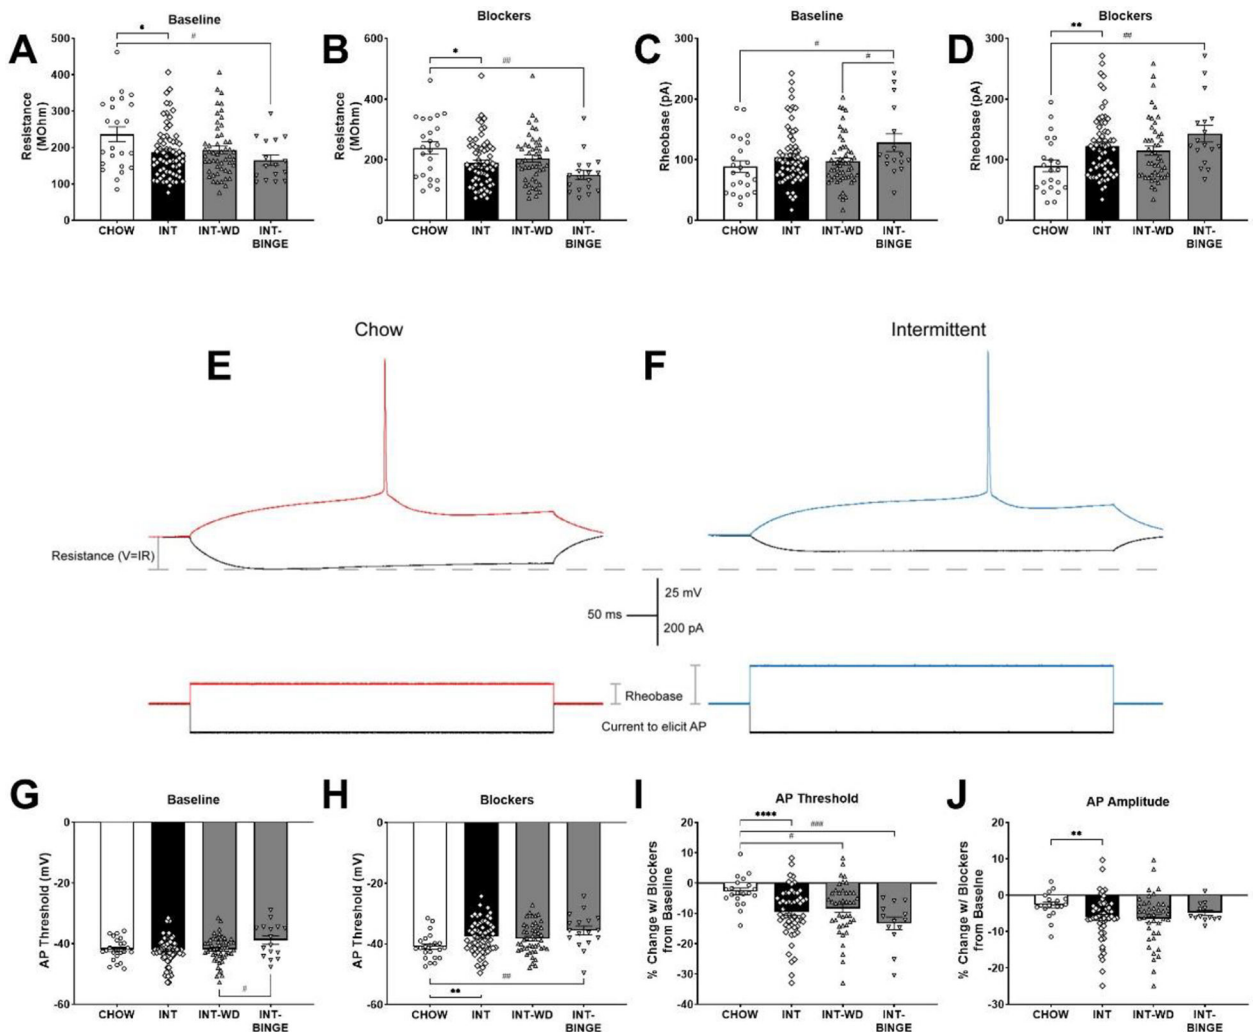 A
Baseline
* #
Resistance (MOhm)
500
400
300
200
100
0
CHOW INT INT-WD INT-BINGE
B
Blockers
* ##
Resistance (MOhm)
600
400
200
0
CHOW INT INT-WD INT-BINGE
C
Baseline
# #
Rheobase (pA)
300
200
100
0
CHOW INT INT-WD INT-BINGE
D
Blockers
** ##
Rheobase (pA)
300
200
100
0
CHOW INT INT-WD INT-BINGE
Chow
Intermittent
E
F
Resistance (V=IR)
25 mV
50 ms
200 pA
Rheobase
Current to elicit AP
G
Baseline
AP Threshold (mV)
0
-20
-40
-60
#
CHOW INT INT-WD INT-BINGE
H
Blockers
AP Threshold (mV)
0
-20
-40
-60
##
**
CHOW INT INT-WD INT-BINGE
I
AP Threshold
**** ###
#
% Change w/ Blockers
from Baseline
20
10
0
-10
-20
-30
-40
CHOW INT INT-WD INT-BINGE
J
AP Amplitude
**
% Change w/ Blockers
from Baseline
20
10
0
-10
-20
-30
CHOW INT INT-WD INT-BINGE